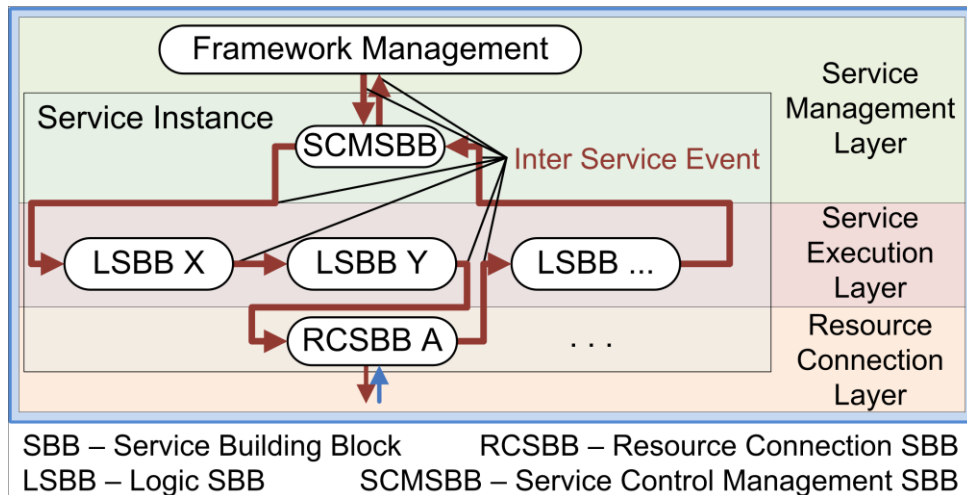 Framework Management
Service
Management
Layer
Service Instance
SCMSBB
Inter Service Event
LSBB X
LSBB Y
LSBB ...
Service
Execution
Layer
RCSBB A
. . .
Resource
Connection
Layer
SBB – Service Building Block
RCSBB – Resource Connection SBB
LSBB – Logic SBB
SCMSBB – Service Control Management SBB